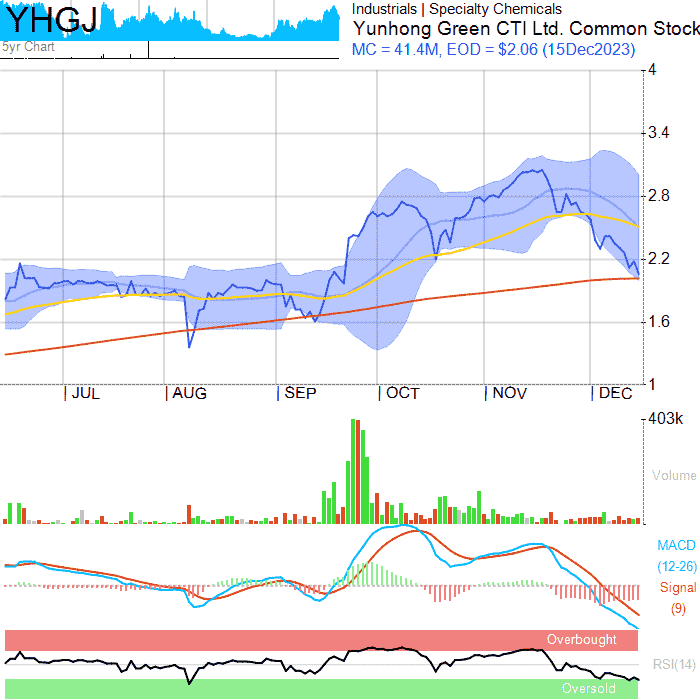 YHGJ
Industrials | Specialty Chemicals
Yunhong Green CTI Ltd. Common Stock
MC = 41.4M, EOD = $2.06 (15Dec2023)
5yr Chart
4
3.4
2.8
2.2
1.6
1
JUL AUG SEP OCT NOV DEC
403k
Volume
MACD
(12-26)
Signal
(9)
Overbought
RSI(14)
Oversold